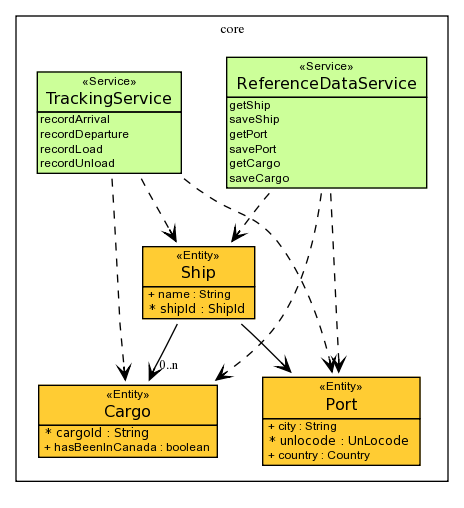 core
«Service»
TrackingService
recordArrival
recordDeparture
recordLoad
recordUnload
«Service»
ReferenceDataService
getShip
saveShip
getPort
savePort
getCargo
saveCargo
«Entity»
Ship
+ name : String
* shipId : ShipId
0..n
«Entity»
Cargo
* cargoId : String
+ hasBeenInCanada : boolean
«Entity»
Port
+ city : String
* unlocode : UnLocode
+ country : Country